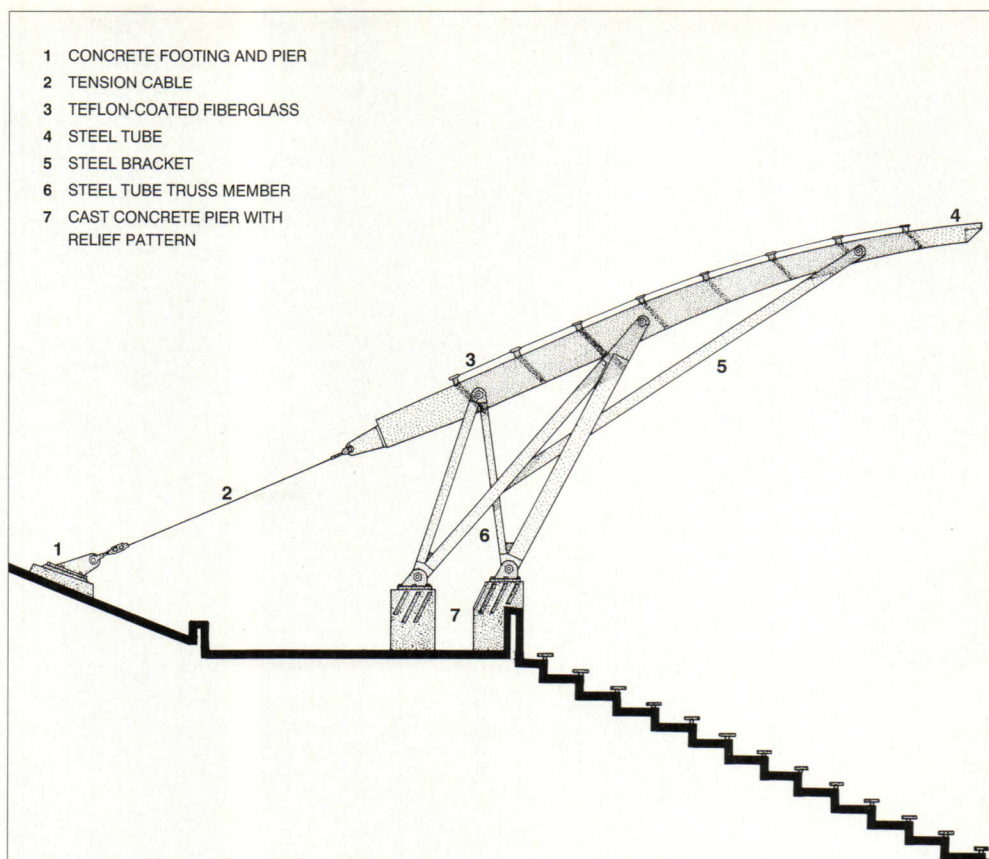 1 CONCRETE FOOTING AND PIER
2 TENSION CABLE
3 TEFLON-COATED FIBERGLASS
4 STEEL TUBE
5 STEEL BRACKET
6 STEEL TUBE TRUSS MEMBER
7 CAST CONCRETE PIER WITH
RELIEF PATTERN
4
3
5
2
6
1
7